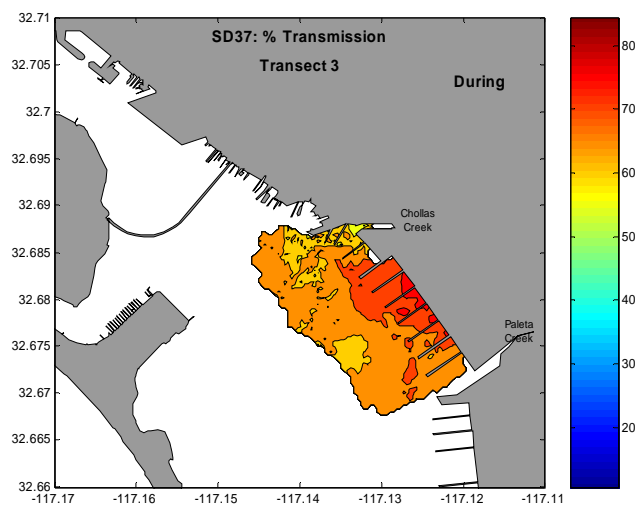 SD37: % Transmission
Transect 3
During
Chollas
Creek
Paleta
Creek
32.71
32.705
32.7
32.695
32.69
32.685
32.68
32.675
32.67
32.665
32.66
-117.17 -117.16 -117.15 -117.14 -117.13 -117.12 -117.11
80
70
60
50
40
30
20